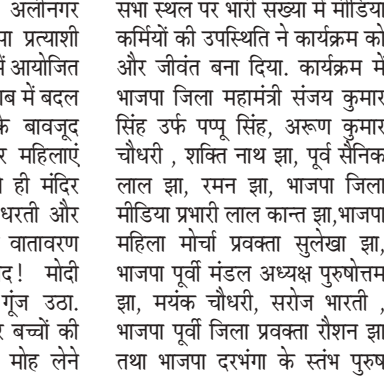 अलीनगर
पा प्रत्याशी
में आयोजित
ाब में बदल
के बावजूद
र महिलाएं
ही मंदिर
धरती और
वातावरण
द! मोदी
गूंज उठा.
र बच्चों की
मोह लेने
सभा स्थल पर भारी संख्या में मीडिया
कर्मियों की उपस्थिति ने कार्यक्रम को
और जीवंत बना दिया. कार्यक्रम में
भाजपा जिला महामंत्री संजय कुमार
सिंह उर्फ पप्पू सिंह, अरूण कुमार
चौधरी , शक्ति नाथ झा, पूर्व सैनिक
लाल झा, रमन झा, भाजपा जिला
मीडिया प्रभारी लाल कान्त झा,भाजपा
महिला मोर्चा प्रवक्ता सुलेखा झा,
भाजपा पूर्वी मंडल अध्यक्ष पुरुषोत्तम
झा, मयंक चौधरी, सरोज भारती ,
भाजपा पूर्वी जिला प्रवक्ता रौशन झा
तथा भाजपा दरभंगा के स्तंभ पुरुष